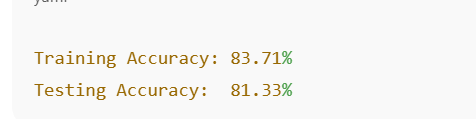 Training Accuracy: 83.71%
Testing Accuracy:  81.33%